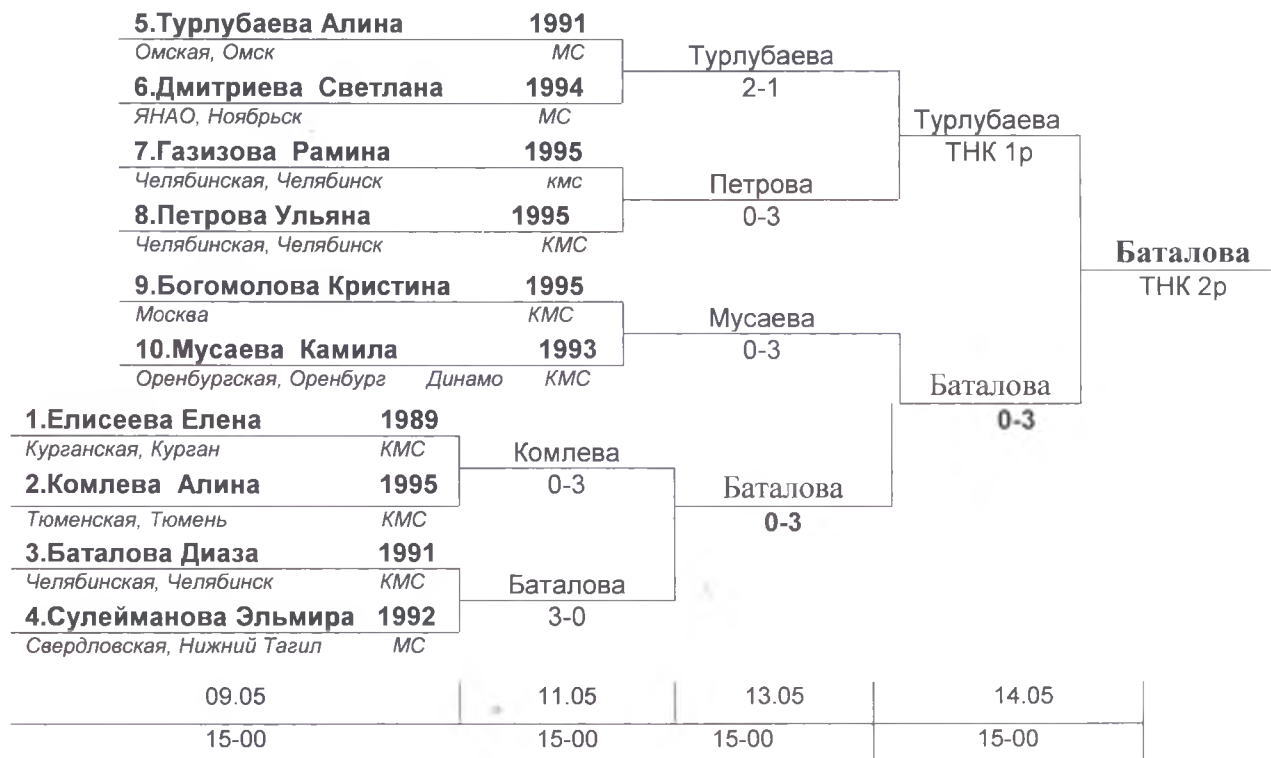 5.Турлубаева Алина 1991
Омская, Омск МС
Турлубаева
6.Дмитриева Светлана 1994
2-1
ЯНАО, Ноябрьск МС
Турлубаева
7.Газизова Рамина 1995
ТНК 1р
Челябинская, Челябинск кмс
Петрова
8.Петрова Ульяна 1995
0-3
Челябинская, Челябинск КМС
Баталова
9.Богомолова Кристина 1995
ТНК 2р
Москва КМС
Мусаева
10.Мусаева Камила 1993
0-3
Оренбургская, Оренбург Динамо КМС
Баталова
1.Елисеева Елена 1989
0-3
Курганская, Курган КМС
Комлева
2.Комлева Алина 1995
0-3
Баталова
Тюменская, Тюмень КМС
0-3
3.Баталова Диаза 1991
Челябинская, Челябинск КМС
Баталова
4.Сулейманова Эльмира 1992
3-0
Свердловская, Нижний Тагил МС
09.05 11.05 13.05 14.05
15-00 15-00 15-00 15-00